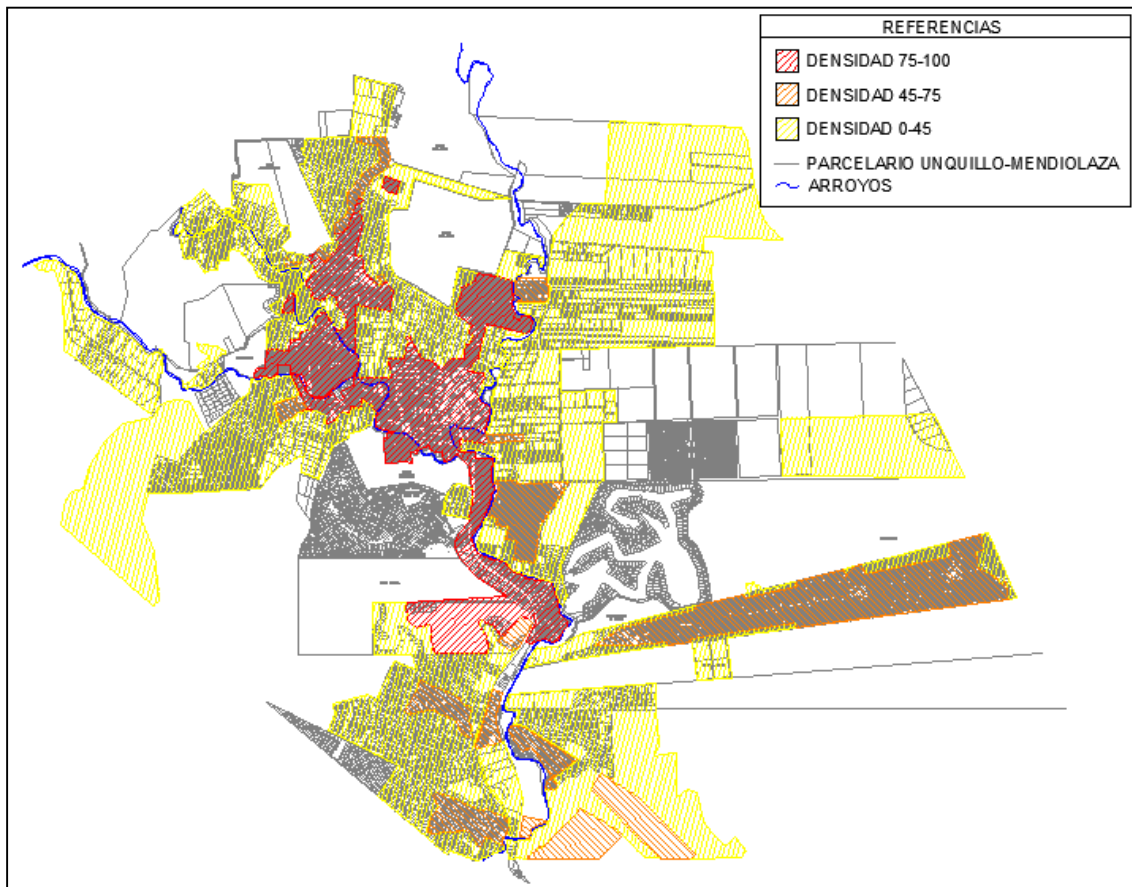 REFERENCIAS
DENSIDAD 75-100
DENSIDAD 45-75
DENSIDAD 0-45
PARCELARIO UNQUILLO-MENDIOLAZA
ARROYOS